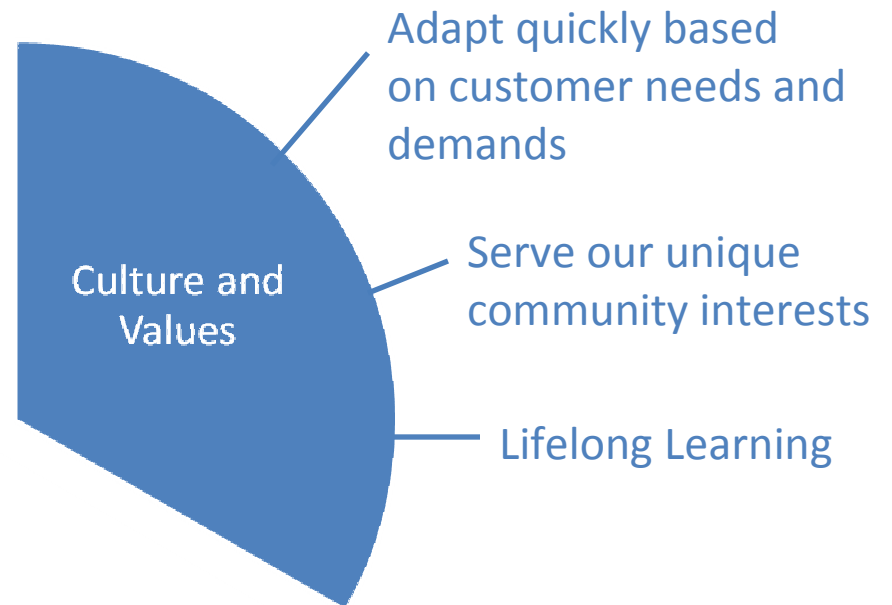 Adapt quickly based
on customer needs and
demands
Culture and
Values
Serve our unique
community interests
Lifelong Learning